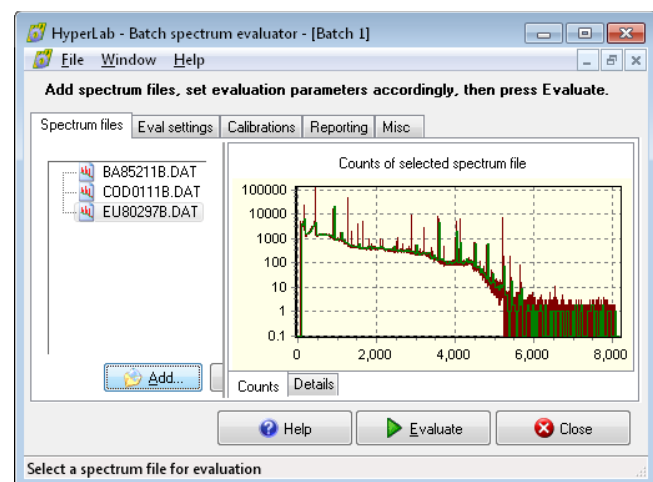 HyperLab - Batch spectrum evaluator - [Batch 1]
File Window Help
Add spectrum files, set evaluation parameters accordingly, then press Evaluate.
Spectrum files Eval settings Calibrations Reporting Misc
BA85211B.DAT
COD0111B.DAT
EU80297B.DAT
Add...
Counts of selected spectrum file
100000
10000
1000
100
10
1
0.1
0 2,000 4,000 6,000 8,000
Counts Details
Help Evaluate Close
Select a spectrum file for evaluation